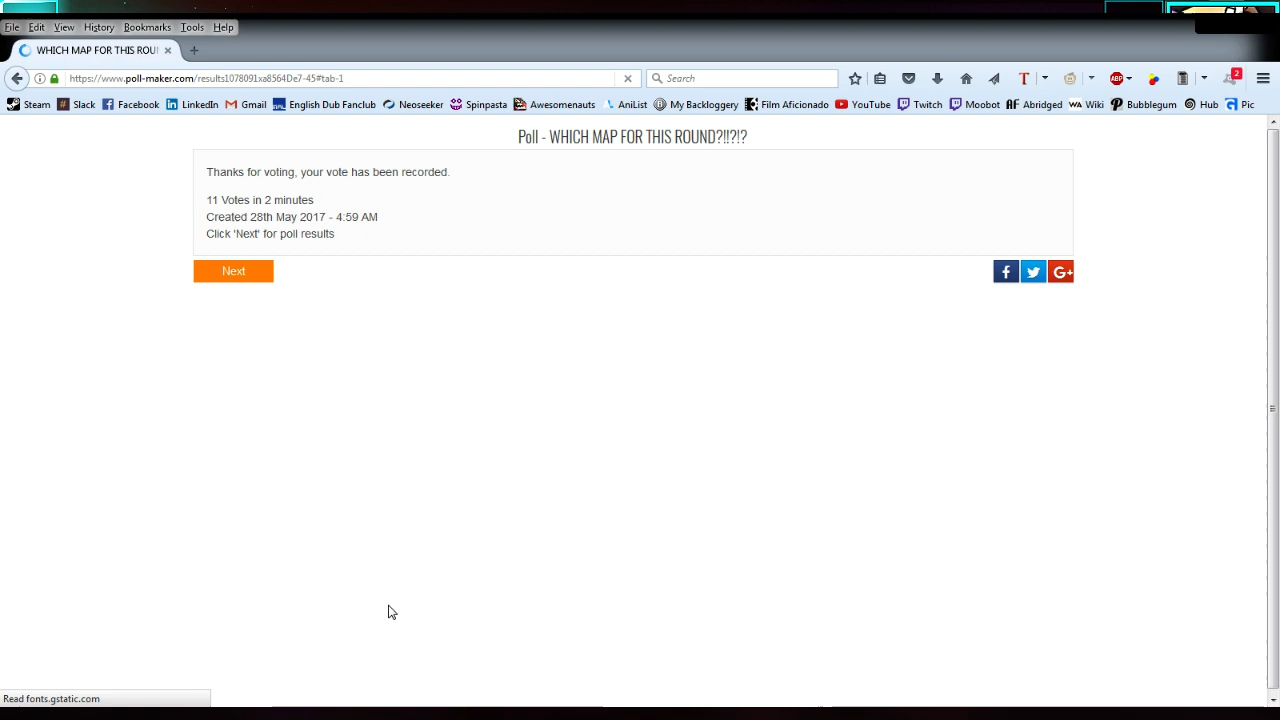 File Edit View History Bookmarks Tools Help
WHICH MAP FOR THIS ROU
https://www.poll-maker.com/results1078091xa8564De7-45#tab-1
Search
T
ABP
2
Steam # Slack Facebook LinkedIn Gmail English Dub Fanclub Neoseeker Spinpasta Awesomenauts AniList My Backloggery Film Aficionado YouTube Twitch Moobot AF Abridged WA Wiki Bubblegum Hub Pic
Poll - WHICH MAP FOR THIS ROUND?!!?!?
Thanks for voting, your vote has been recorded.
11 Votes in 2 minutes
Created 28th May 2017 - 4:59 AM
Click 'Next' for poll results
Next
f G+
Read fonts.gstatic.com